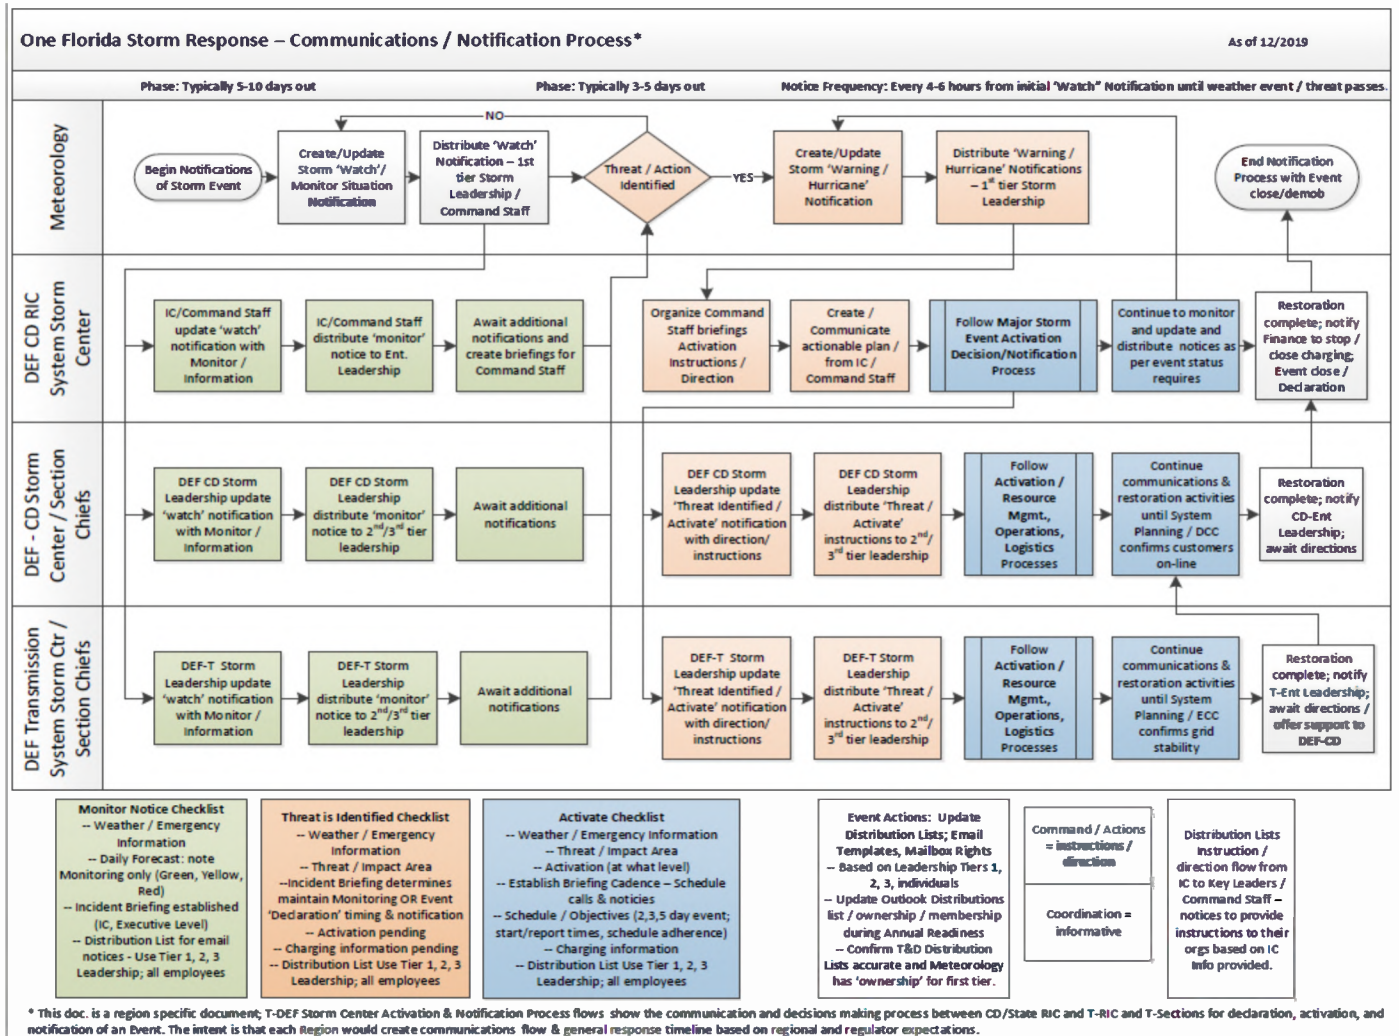 One Florida Storm Response – Communications / Notification Process*
As of 12/2019
Phase: Typically 5-10 days out
Phase: Typically 3-5 days out
Notice Frequency: Every 4-6 hours from initial 'Watch" Notification until weather event / threat passes.
Meteorology
Begin Notifications
of Storm Event
Create/Update
Storm 'Watch'/
Monitor Situation
Notification
Distribute 'Watch'
Notification – 1st
tier Storm
Leadership /
Command Staff
NO
Threat / Action
Identified
YES
Create/Update
Storm 'Warning /
Hurricane'
Notification
Distribute 'Warning /
Hurricane' Notifications
– 1st tier Storm
Leadership
End Notification
Process with Event
close/demob
DEF CD RIC
System Storm
Center
IC/Command Staff
update 'watch'
notification with
Monitor /
Information
IC/Command Staff
distribute 'monitor'
notice to Ent.
Leadership
Await additional
notifications and
create briefings for
Command Staff
Organize Command
Staff briefings
Activation
Instructions /
Direction
Create /
Communicate
actionable plan /
from IC /
Command Staff
Follow Major Storm
Event Activation
Decision/Notification
Process
Continue to monitor
and update and
distribute notices as
per event status
requires
Restoration
complete; notify
Finance to stop /
close charging;
Event close /
Declaration
DEF - CD Storm
Center / Section
Chiefs
DEF CD Storm
Leadership update
'watch' notification
with Monitor /
Information
DEF CD Storm
Leadership
distribute 'monitor'
notice to 2nd/3rd tier
leadership
Await additional
notifications
DEF CD Storm
Leadership update
'Threat Identified /
Activate' notification
with direction/
instructions
DEF CD Storm
Leadership
distribute 'Threat /
Activate'
instructions to 2nd/
3rd tier leadership
Follow
Activation /
Resource
Mgmt.,
Operations,
Logistics
Processes
Continue
communications &
restoration activities
until System
Planning / DCC
confirms customers
on-line
Restoration
complete; notify
CD-Ent
Leadership;
await directions
DEF Transmission
System Storm Ctr /
Section Chiefs
DEF-T Storm
Leadership update
'watch' notification
with Monitor /
Information
DEF-T Storm
Leadership
distribute 'monitor'
notice to 2nd/3rd tier
leadership
Await additional
notifications
DEF-T Storm
Leadership update
'Threat Identified /
Activate' notification
with direction/
instructions
DEF-T Storm
Leadership
distribute 'Threat /
Activate'
instructions to 2nd/
3rd tier leadership
Follow
Activation /
Resource
Mgmt.,
Operations,
Logistics
Processes
Continue
communications &
restoration activities
until System
Planning / ECC
confirms grid
stability
Restoration
complete; notify
T-Ent Leadership;
await directions /
offer support to
DEF-CD
Monitor Notice Checklist
-- Weather / Emergency
Information
-- Daily Forecast: note
Monitoring only (Green, Yellow,
Red)
-- Incident Briefing established
(IC, Executive Level)
-- Distribution List for email
notices - Use Tier 1, 2, 3
Leadership; all employees
Threat is Identified Checklist
-- Weather / Emergency
Information
-- Threat / Impact Area
--Incident Briefing determines
maintain Monitoring OR Event
'Declaration' timing & notification
-- Activation pending
-- Charging information pending
-- Distribution List Use Tier 1, 2, 3
Leadership; all employees
Activate Checklist
-- Weather / Emergency Information
-- Threat / Impact Area
-- Activation (at what level)
-- Establish Briefing Cadence – Schedule
calls & noticies
-- Schedule / Objectives (2,3,5 day event;
start/report times, schedule adherence)
-- Charging information
-- Distribution List Use Tier 1, 2, 3
Leadership; all employees
Event Actions: Update
Distribution Lists; Email
Templates, Mailbox Rights
-- Based on Leadership Tiers 1,
2, 3, individuals
-- Update Outlook Distributions
list / ownership / membership
during Annual Readiness
-- Confirm T&D Distribution
Lists accurate and Meteorology
has 'ownership' for first tier.
Command / Actions
= instructions /
direction
Coordination =
informative
Distribution Lists
Instruction /
direction flow from
IC to Key Leaders /
Command Staff –
notices to provide
instructions to their
orgs based on IC
Info provided.
* This doc. is a region specific document; T-DEF Storm Center Activation & Notification Process flows show the communication and decisions making process between CD/State RIC and T-RIC and T-Sections for declaration, activation, and
notification of an Event. The intent is that each Region would create communications flow & general response timeline based on regional and regulator expectations.